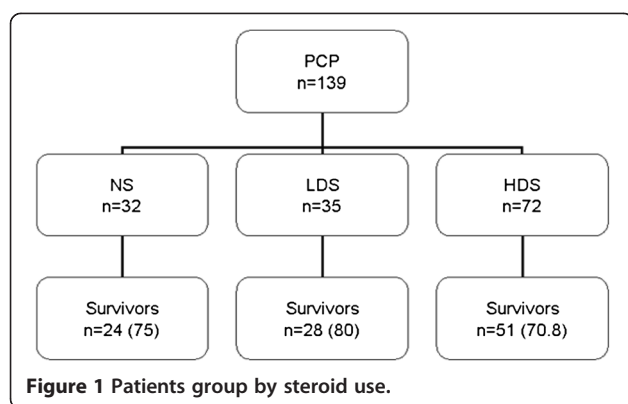 PCP
n=139
NS
n=32
LDS
n=35
HDS
n=72
Survivors
n=24 (75)
Survivors
n=28 (80)
Survivors
n=51 (70.8)
Figure 1 Patients group by steroid use.